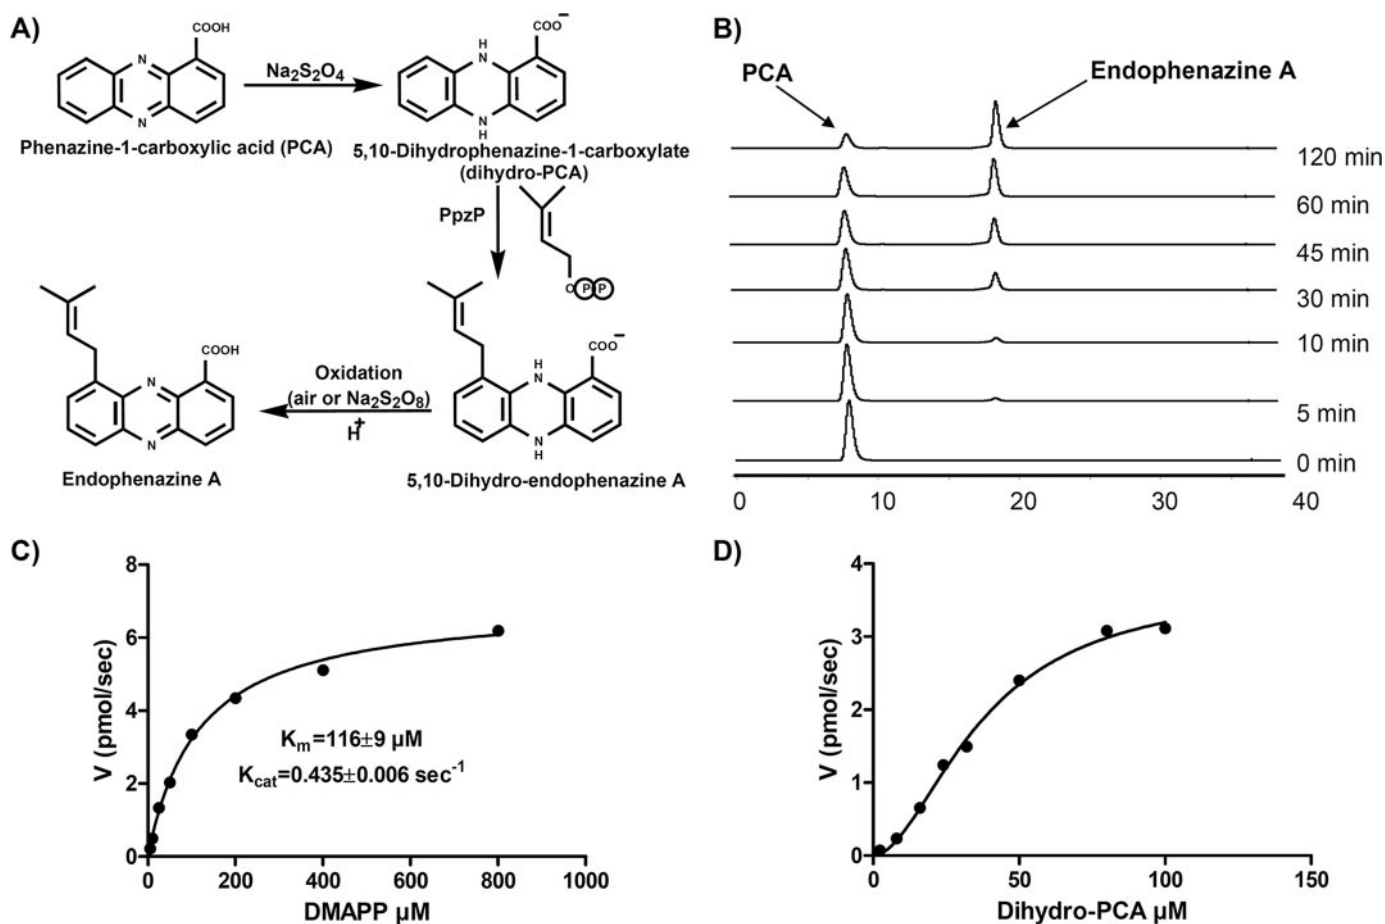 A)
COOH
N
N
Phenazine-1-carboxylic acid (PCA)
Na2S2O4
COO−
H
N
N
H
5,10-Dihydrophenazine-1-carboxylate
(dihydro-PCA)
PpzP
O P P
COO−
H
N
N
H
5,10-Dihydro-endophenazine A
Oxidation
(air or Na2S2O8)
H+
COOH
N
N
Endophenazine A
B)
PCA
Endophenazine A
120 min
60 min
45 min
30 min
10 min
5 min
0 min
0 10 20 30 40
C)
V (pmol/sec)
8
6
4
2
0
Km=116±9 µM
Kcat=0.435±0.006 sec-1
0 200 400 600 800 1000
DMAPP µM
D)
V (pmol/sec)
4
3
2
1
0
0 50 100 150
Dihydro-PCA µM